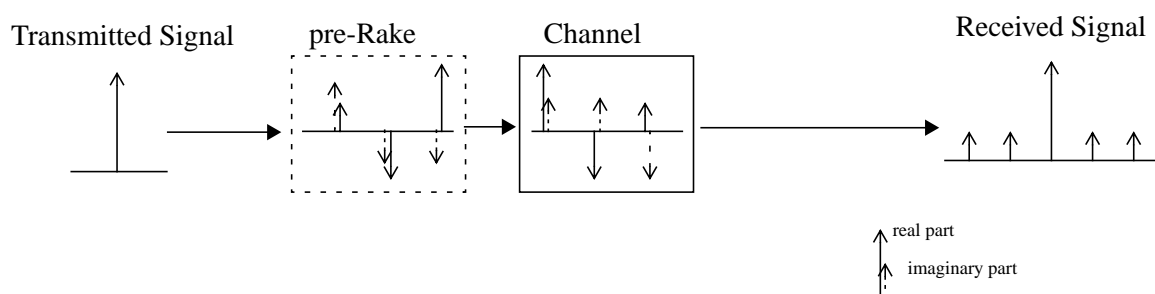 Transmitted Signal
pre-Rake
Channel
Received Signal
real part
imaginary part